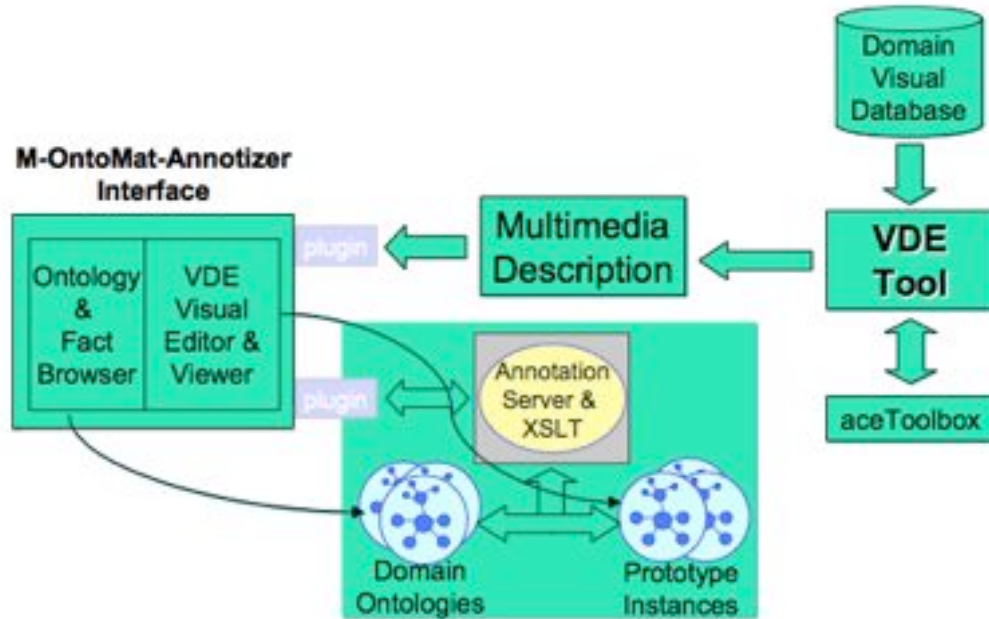 Domain
Visual
Database
M-OntoMat-Annotizer
Interface
plugin
Multimedia
Description
VDE
Tool
Ontology
&
Fact
Browser
VDE
Visual
Editor &
Viewer
plugin
Annotation
Server &
XSLT
aceToolbox
Domain
Ontologies
Prototype
Instances